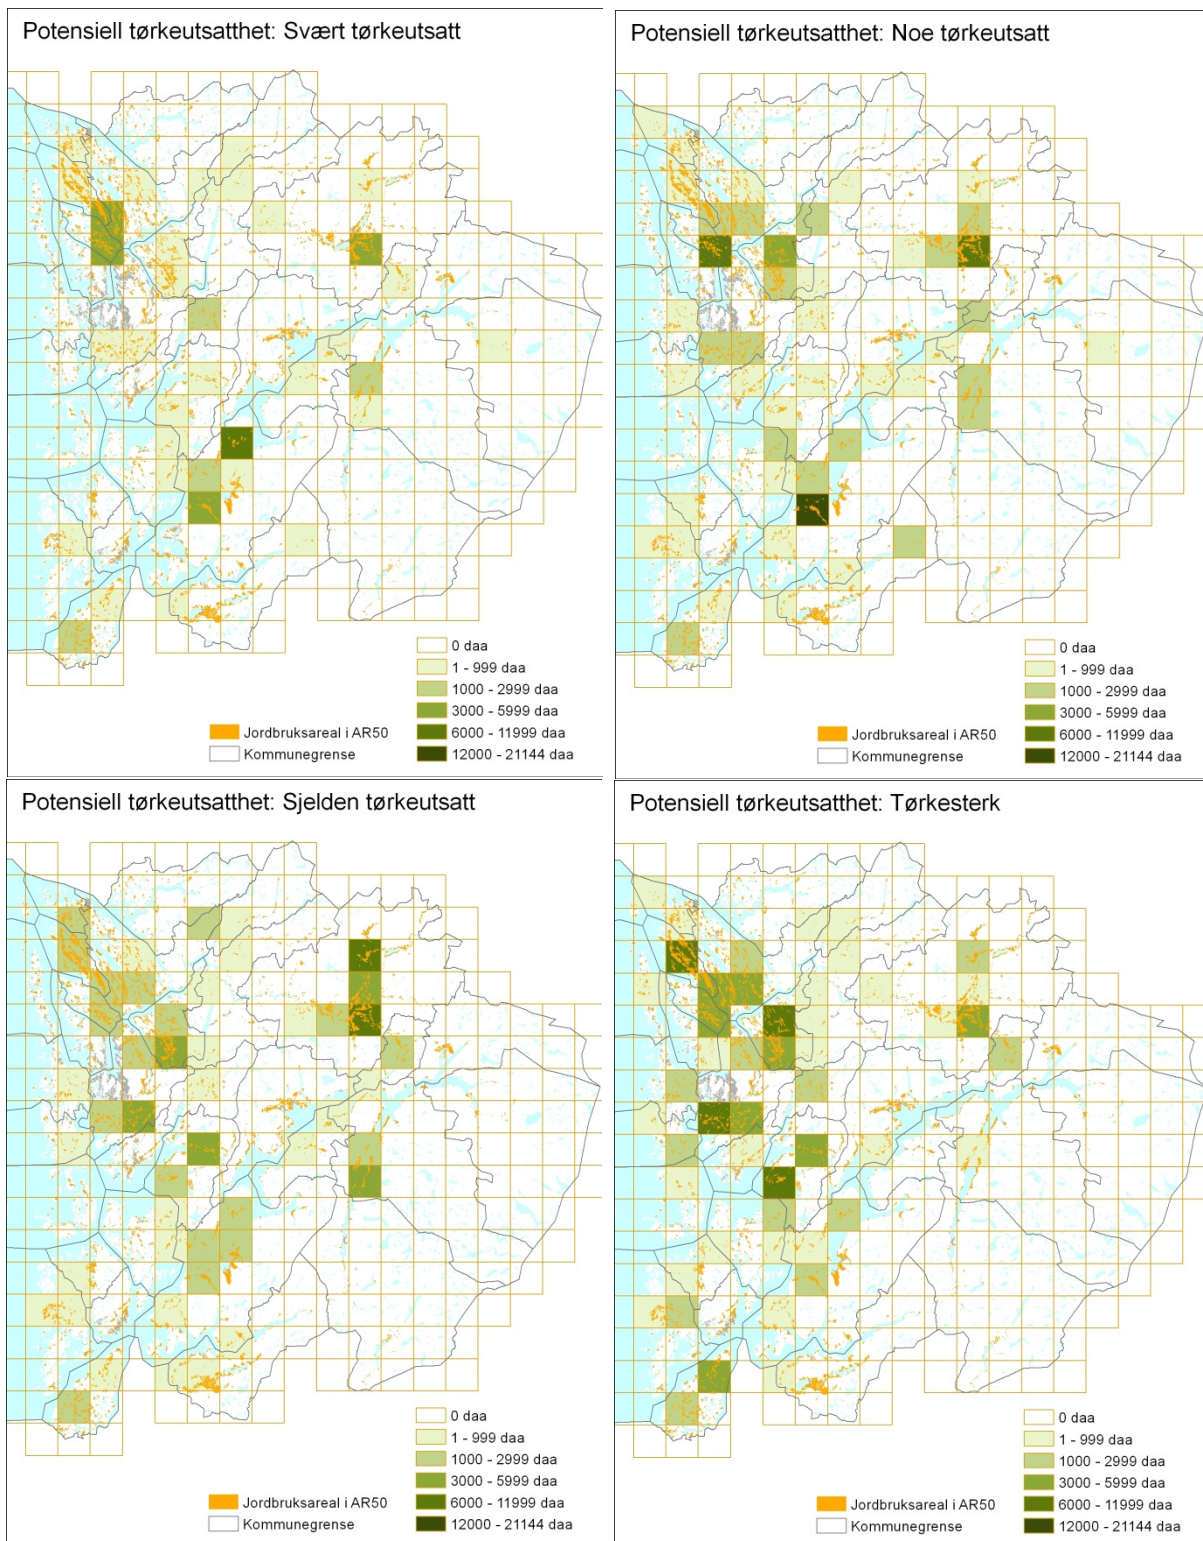 Potensiell tørkeutsatthet: Svært tørkeutsatt
0 daa
1 - 999 daa
1000 - 2999 daa
3000 - 5999 daa
6000 - 11999 daa
12000 - 21144 daa
Jordbruksareal i AR50
Kommunegrense
Potensiell tørkeutsatthet: Noe tørkeutsatt
0 daa
1 - 999 daa
1000 - 2999 daa
3000 - 5999 daa
6000 - 11999 daa
12000 - 21144 daa
Jordbruksareal i AR50
Kommunegrense
Potensiell tørkeutsatthet: Sjelden tørkeutsatt
0 daa
1 - 999 daa
1000 - 2999 daa
3000 - 5999 daa
6000 - 11999 daa
12000 - 21144 daa
Jordbruksareal i AR50
Kommunegrense
Potensiell tørkeutsatthet: Tørkesterk
0 daa
1 - 999 daa
1000 - 2999 daa
3000 - 5999 daa
6000 - 11999 daa
12000 - 21144 daa
Jordbruksareal i AR50
Kommunegrense